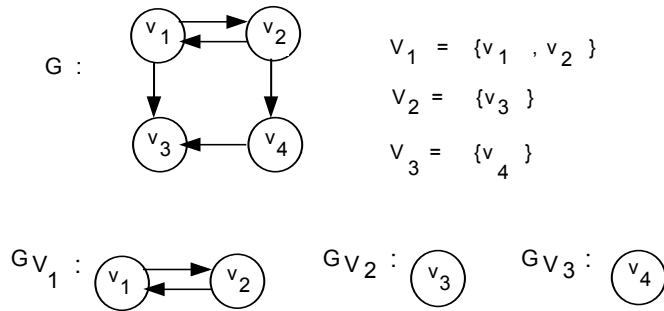 G :
v1
v2
v3
v4
V1 = {v1 , v2 }
V2 = {v3 }
V3 = {v4 }
GV1 :
v1
v2
GV2 :
v3
GV3 :
v4